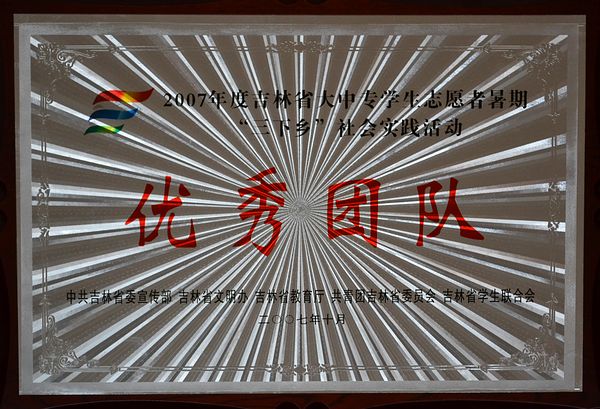 2007年度吉林省大中专学生志愿者暑期
“三下乡”社会实践活动
优秀团队
中共吉林省委宣传部 吉林省文明办 吉林省教育厅 共青团吉林省委员会 吉林省学生联合会
二〇〇七年十月